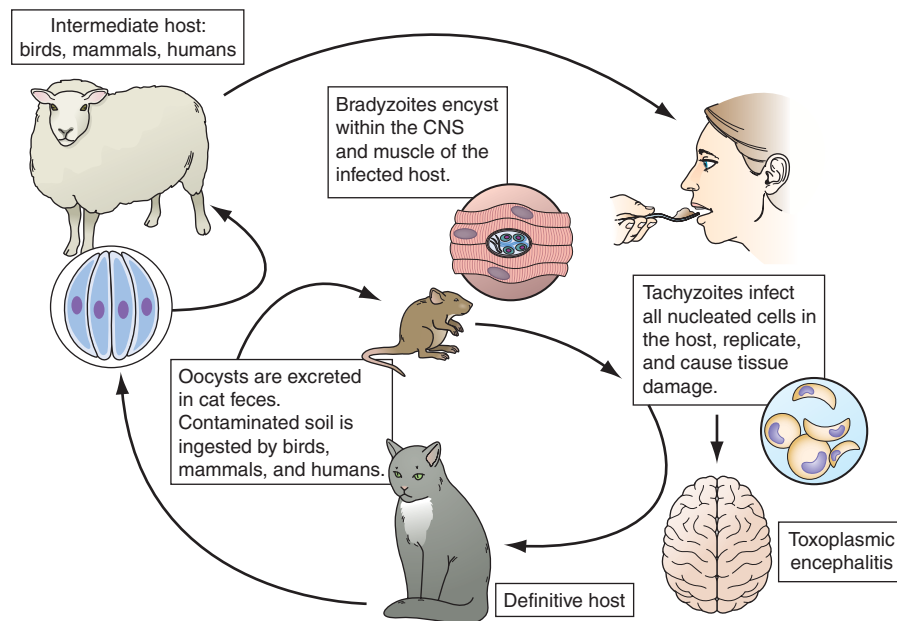 Intermediate host:
birds, mammals, humans
Bradyzoites encyst
within the CNS
and muscle of the
infected host.
Tachyzoites infect
all nucleated cells in
the host, replicate,
and cause tissue
damage.
Oocysts are excreted
in cat feces.
Contaminated soil is
ingested by birds,
mammals, and humans.
Toxoplasmic
encephalitis
Definitive host